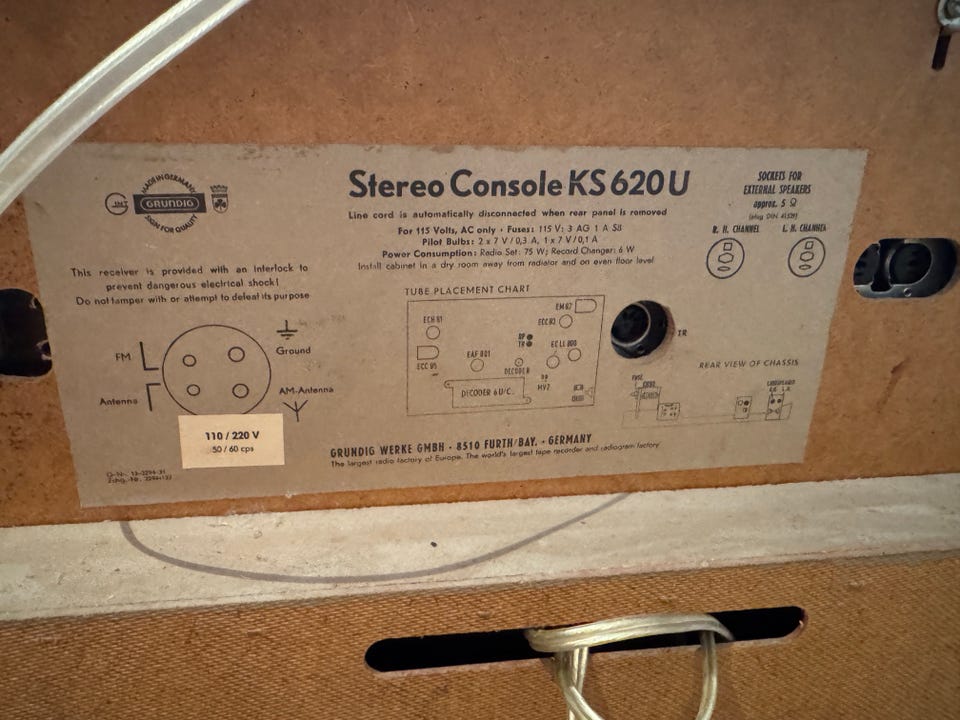 INT
MADE IN GERMANY
GRUNDIG
SIGN FOR QUALITY
Stereo Console KS 620 U
Line cord is automatically disconnected when rear panel is removed
For 115 Volts, AC only • Fuses: 115 V: 3 AG 1 A SB
Pilot Bulbs: 2 x 7 V / 0,3 A, 1 x 7 V / 0,1 A
Power Consumption: Radio Set: 75 W; Record Changer: 6 W
Install cabinet in a dry room away from radiator and on even floor level
SOCKETS FOR
EXTERNAL SPEAKERS
approx. 5 Ω
(plug DIN 41529)
R. H. CHANNEL
L. H. CHANNEL
This receiver is provided with an interlock to
prevent dangerous electrical shock!
Do not tamper with or attempt to defeat its purpose
FM
Antenna
Ground
AM-Antenna
110 / 220 V
50 / 60 cps
TUBE PLACEMENT CHART
ECH 81
EM 87
ECC 83
ECC 85
EAF 801
DECODER
ECLL 800
DECODER 6 U/C.
TR
REAR VIEW OF CHASSIS
FUSE
GRUNDIG WERKE GMBH • 8510 FURTH/BAY. • GERMANY
The largest radio factory of Europe. The world's largest tape recorder and radiogram factory